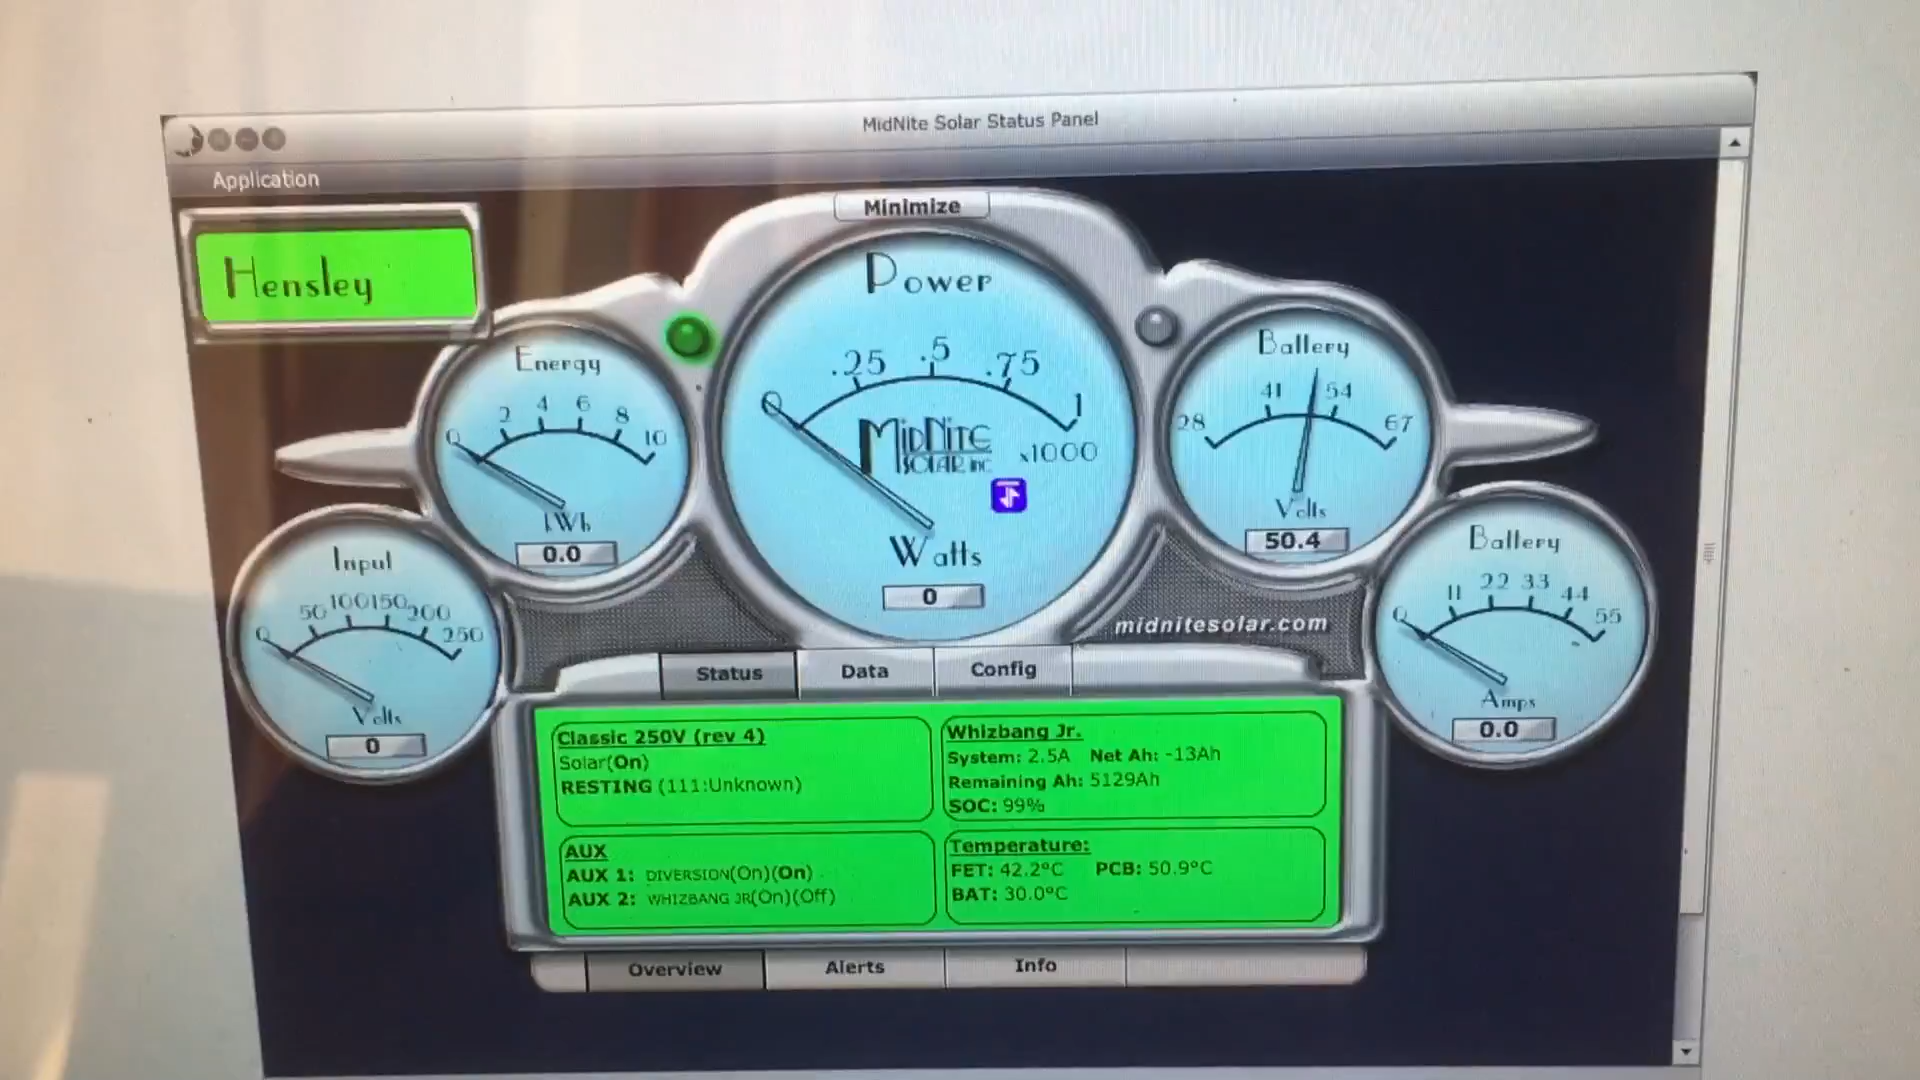 MidNite Solar Status Panel
Application
Minimize
Hensley
Power
.25 .5 .75
0 1
x1000
MIDNITE
SOLAR INC
Watts
0
Energy
0 2 4 6 8 10
kWh
0.0
Battery
28 41 54 67
Volts
50.4
Input
0 50 100 150 200 250
Volts
0
Battery
0 11 22 33 44 55
Amps
0.0
midnitesolar.com
Status Data Config
Classic 250V (rev 4)
Solar(On)
RESTING (111:Unknown)
Whizbang Jr.
System: 2.5A Net Ah: -13Ah
Remaining Ah: 5129Ah
SOC: 99%
AUX
AUX 1: DIVERSION(On)(On)
AUX 2: WHIZBANG JR(On)(Off)
Temperature:
FET: 42.2°C PCB: 50.9°C
BAT: 30.0°C
Overview Alerts Info